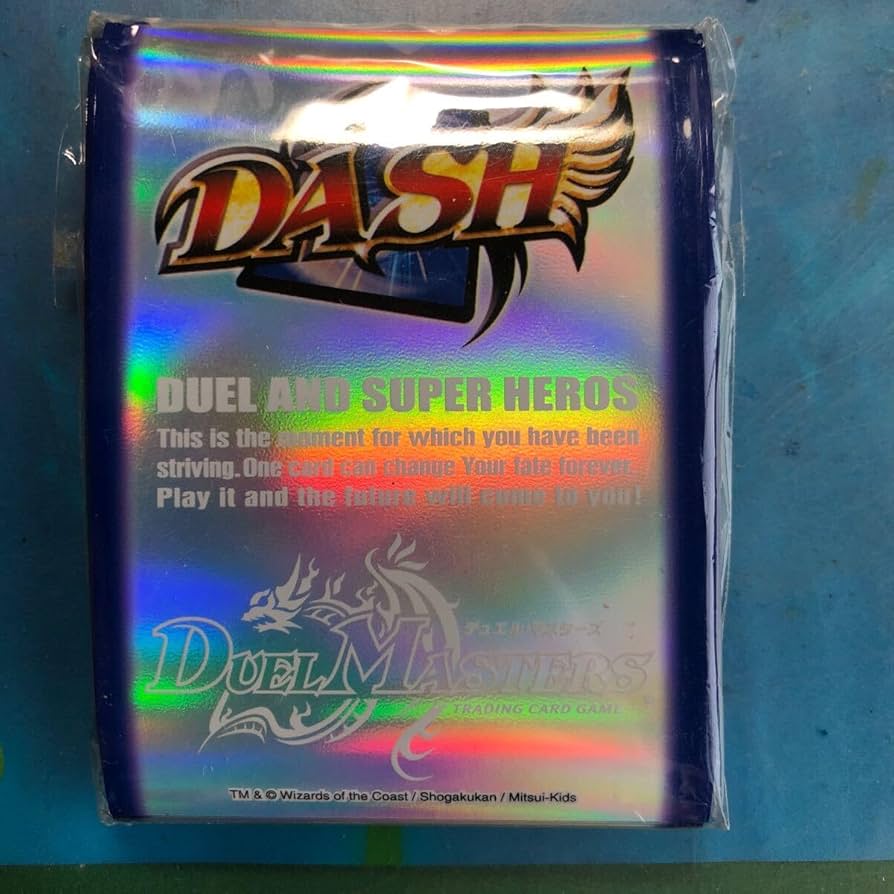 DASH
DUEL AND SUPER HEROS
This is the moment for which you have been
striving. One card can change Your fate forever.
Play it and the future will come to you!
デュエル・マスターズ
DUEL MASTERS
TRADING CARD GAME
TM & © Wizards of the Coast / Shogakukan / Mitsui-Kids